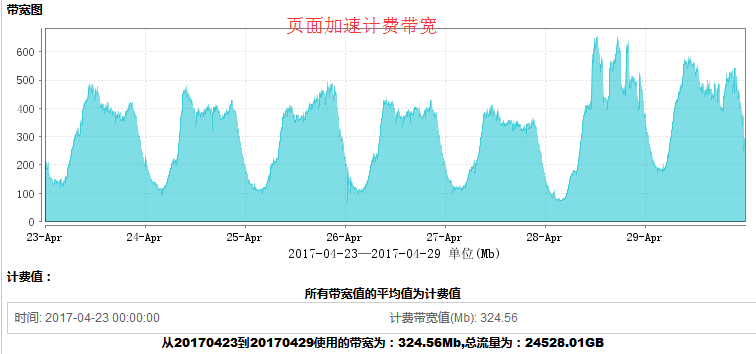 带宽图
页面加速计费带宽
600
500
400
300
200
100
0
23-Apr 24-Apr 25-Apr 26-Apr 27-Apr 28-Apr 29-Apr
2017-04-23—2017-04-29 单位(Mb)
计费值：
所有带宽值的平均值为计费值
时间: 2017-04-23 00:00:00 计费带宽值(Mb): 324.56
从20170423到20170429使用的带宽为：324.56Mb,总流量为：24528.01GB